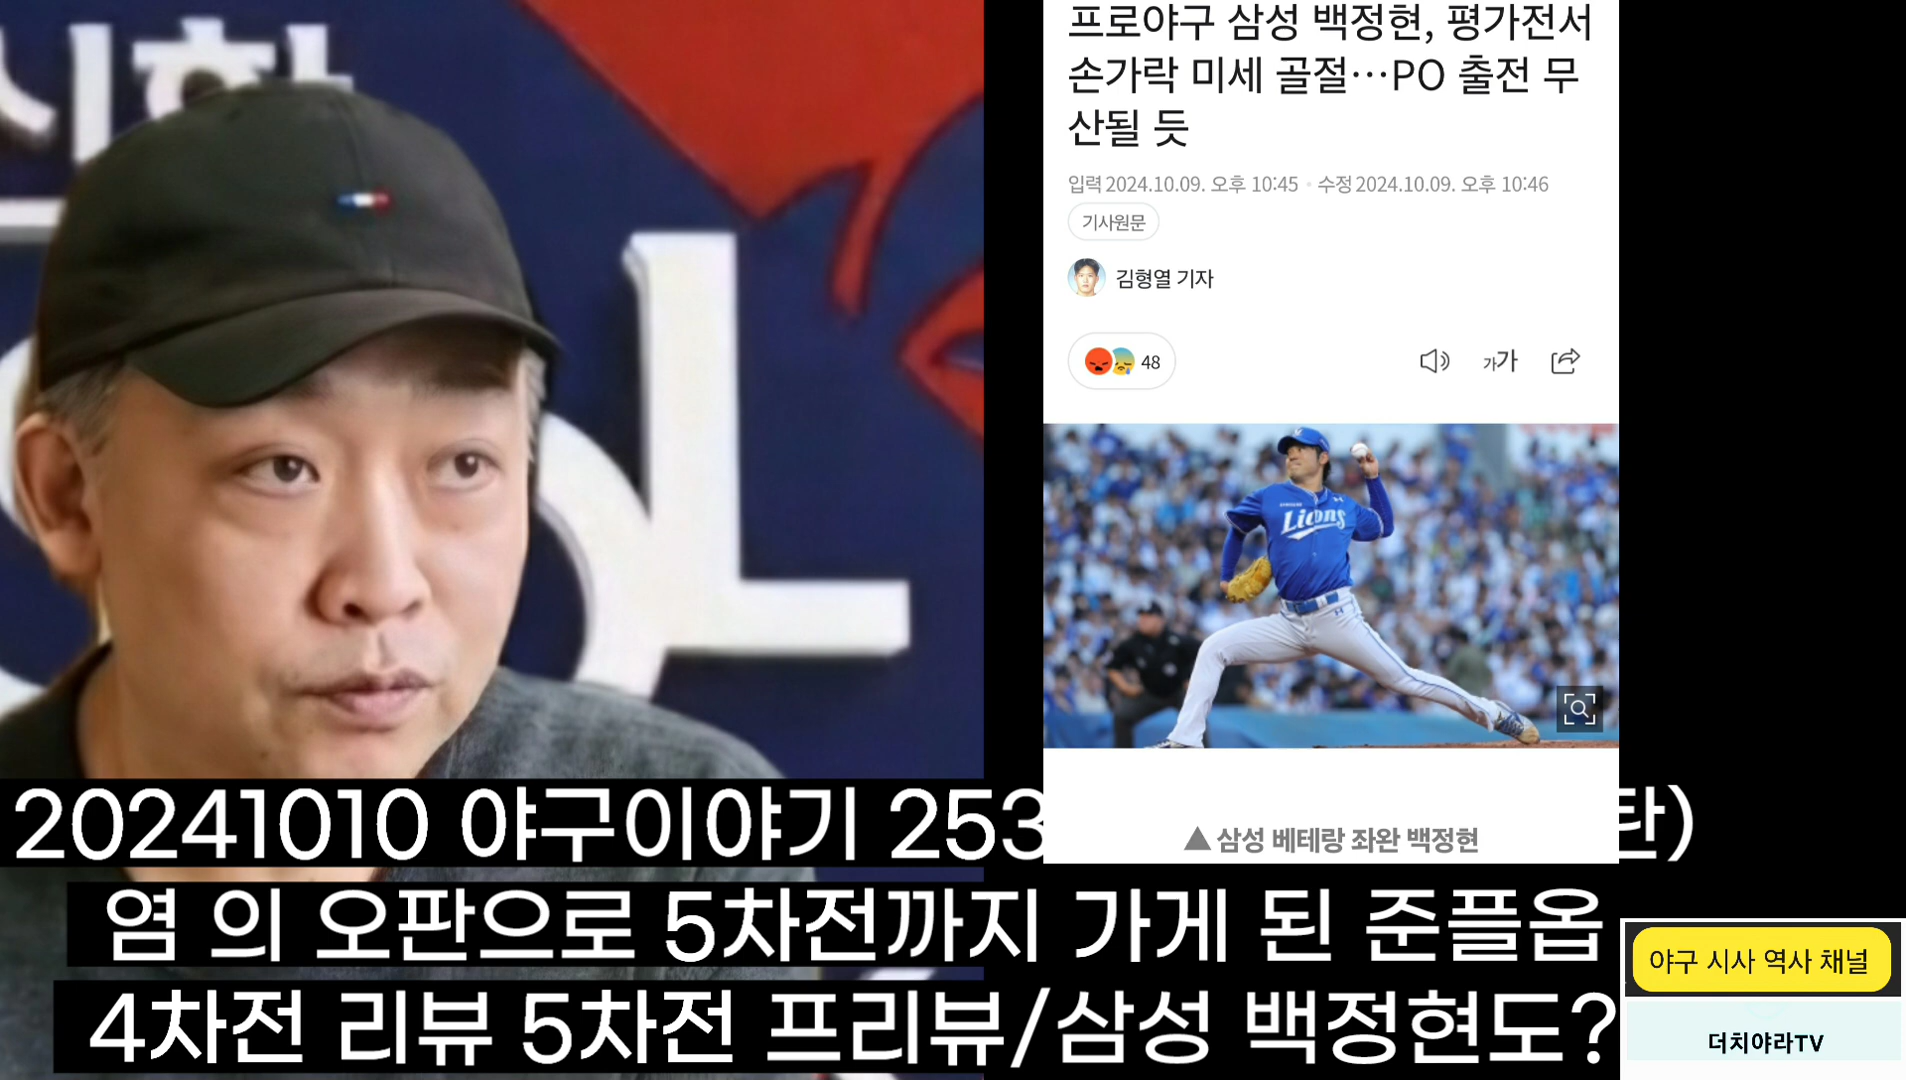 프로야구 삼성 백정현, 평가전서
손가락 미세 골절…PO 출전 무
산될 듯
입력 2024.10.09. 오후 10:45 · 수정 2024.10.09. 오후 10:46
기사원문
김형열 기자
48
가가
Lions
▲ 삼성 베테랑 좌완 백정현
20241010 야구이야기 253 탄)
염 의 오판으로 5차전까지 가게 된 준플옵
4차전 리뷰 5차전 프리뷰/삼성 백정현도?
야구 시사 역사 채널
더치야라TV